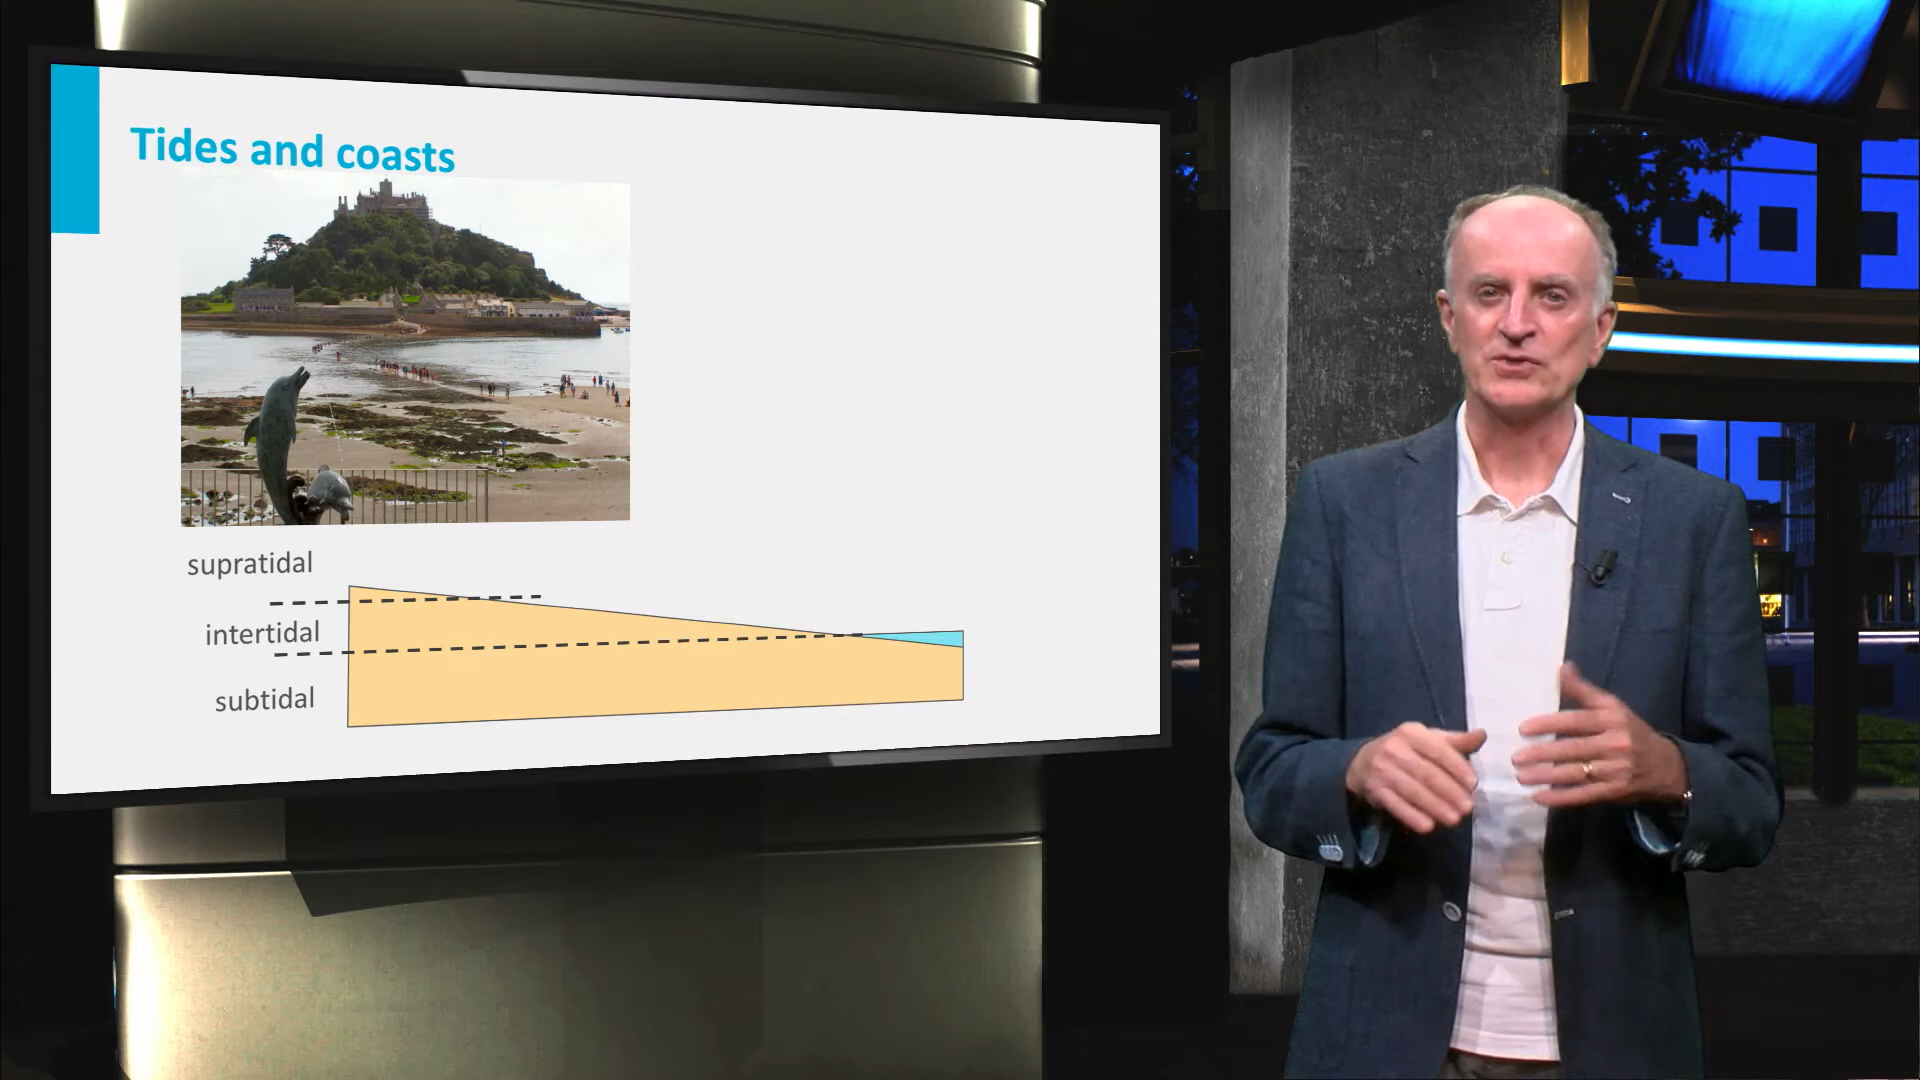 Tides and coasts
supratidal
intertidal
subtidal